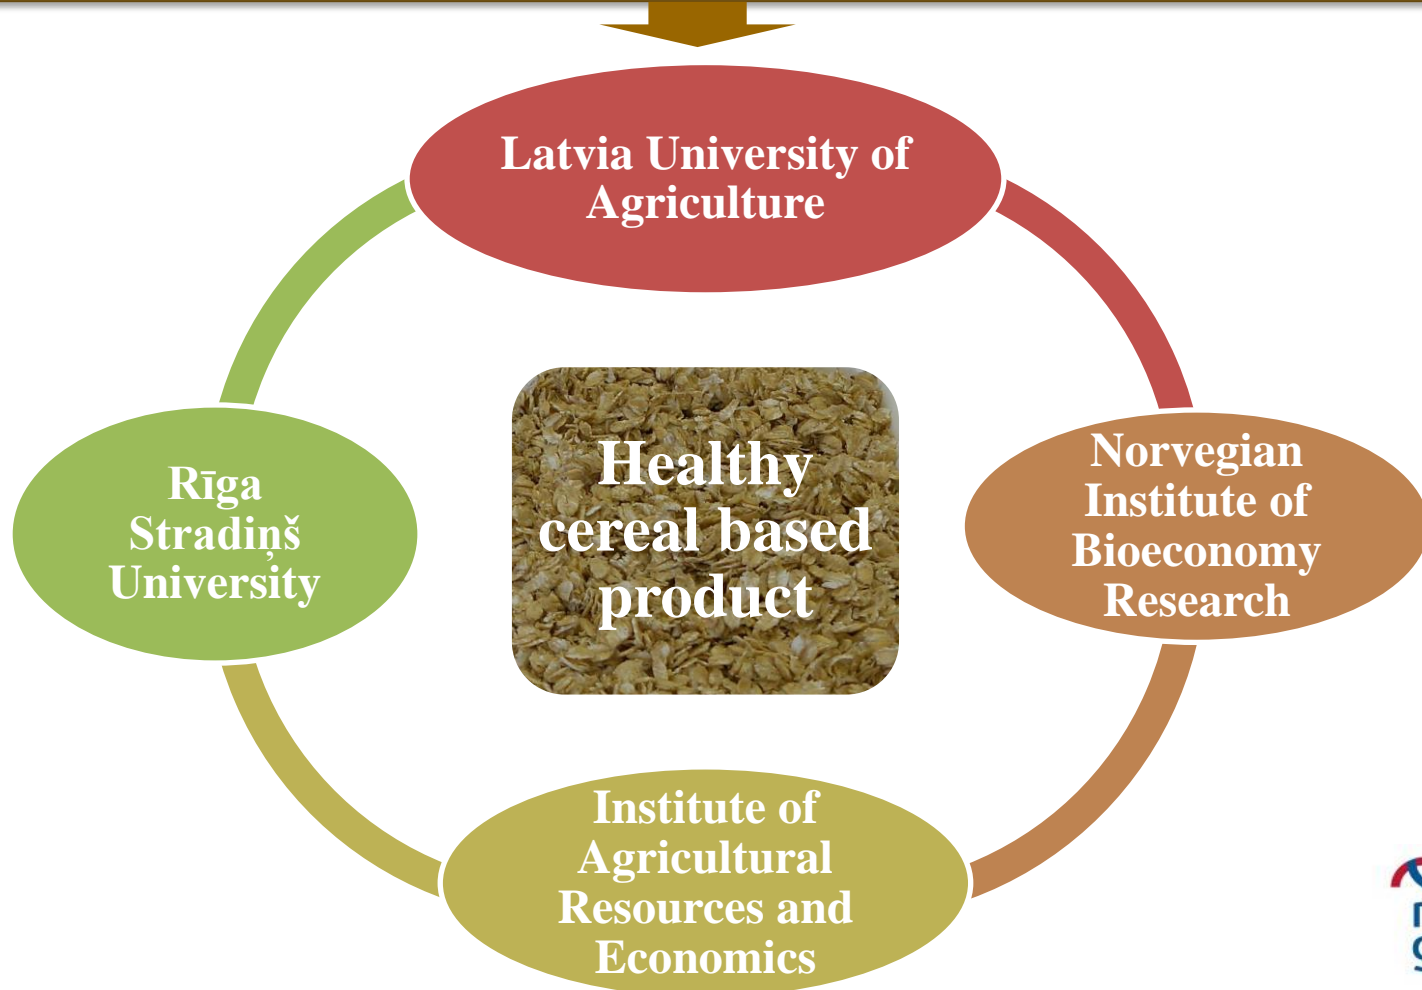 Latvia University of
Agriculture
Rīga
Stradiņš
University
Healthy
cereal based
product
Norvegian
Institute of
Bioeconomy
Research
Institute of
Agricultural
Resources and
Economics